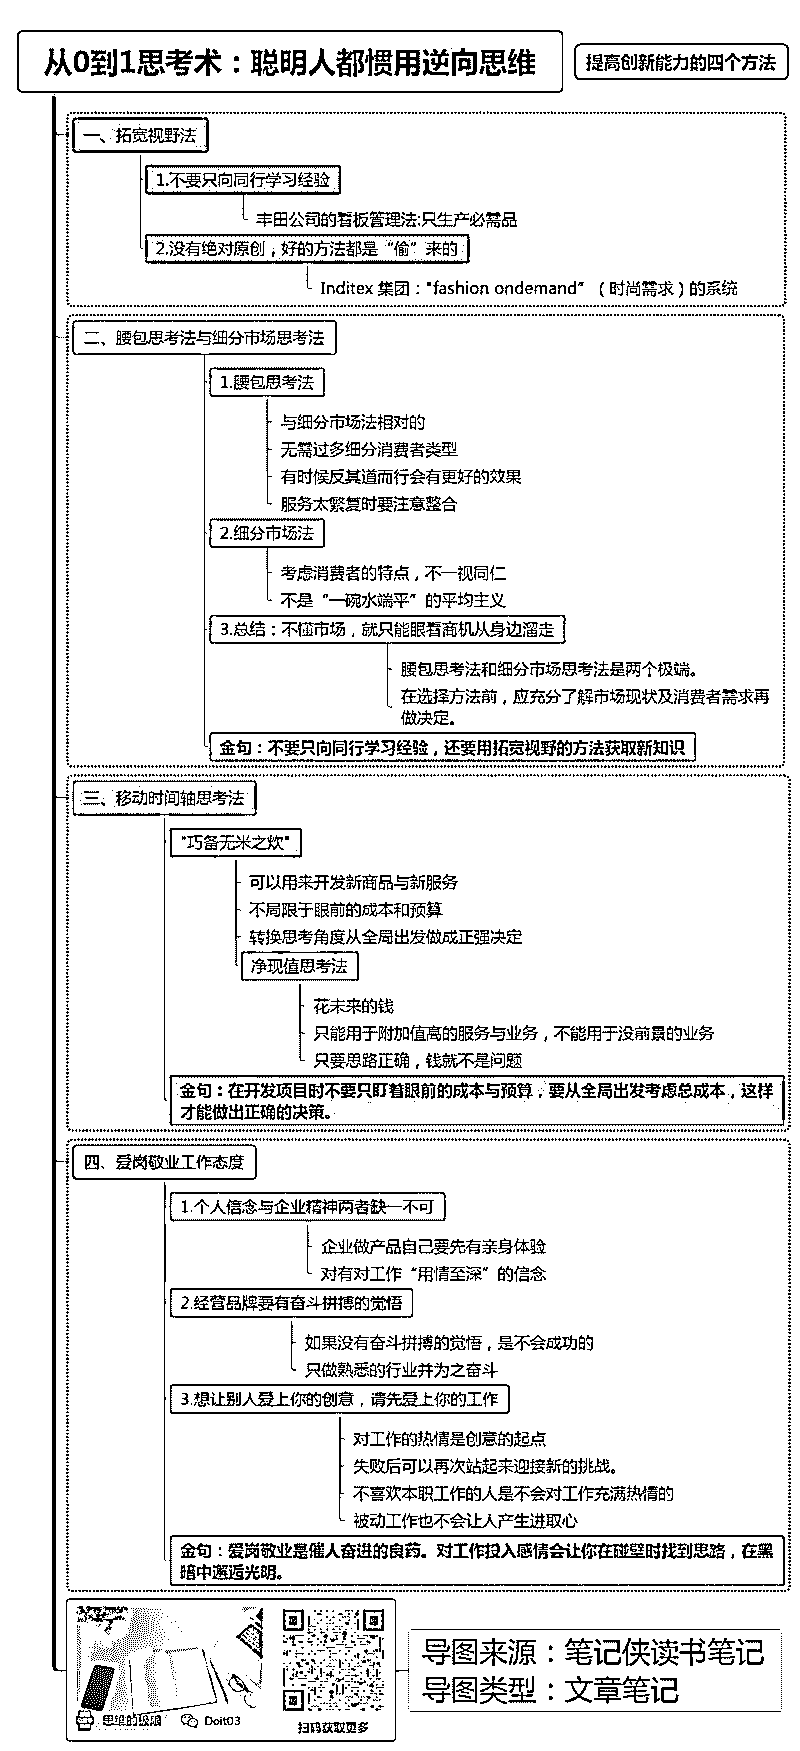 从0到1思考术：聪明人都惯用逆向思维
提高创新能力的四个方法
一、拓宽视野法
1.不要只向同行学习经验
丰田公司的看板管理法:只生产必需品
2.没有绝对原创，好的方法都是“偷”来的
Inditex 集团："fashion ondemand"（时尚需求）的系统
二、腰包思考法与细分市场思考法
1.腰包思考法
与细分市场法相对的
无需过多细分消费者类型
有时候反其道而行会有更好的效果
服务太繁复时要注意整合
2.细分市场法
考虑消费者的特点，不一视同仁
不是“一碗水端平”的平均主义
3.总结：不懂市场，就只能眼看商机从身边溜走
腰包思考法和细分市场思考法是两个极端。
在选择方法前，应充分了解市场现状及消费者需求再
做决定。
金句：不要只向同行学习经验，还要用拓宽视野的方法获取新知识
三、移动时间轴思考法
"巧备无米之炊"
可以用来开发新商品与新服务
不局限于眼前的成本和预算
转换思考角度从全局出发做成正强决定
净现值思考法
花未来的钱
只能用于附加值高的服务与业务，不能用于没前景的业务
只要思路正确，钱就不是问题
金句：在开发项目时不要只盯着眼前的成本与预算，要从全局出发考虑总成本，这样
才能做出正确的决策。
四、爱岗敬业工作态度
1.个人信念与企业精神两者缺一不可
企业做产品自己要先有亲身体验
对有对工作“用情至深”的信念
2.经营品牌要有奋斗拼搏的觉悟
如果没有奋斗拼搏的觉悟，是不会成功的
只做熟悉的行业并为之奋斗
3.想让别人爱上你的创意，请先爱上你的工作
对工作的热情是创意的起点
失败后可以再次站起来迎接新的挑战。
不喜欢本职工作的人是不会对工作充满热情的
被动工作也不会让人产生进取心
金句：爱岗敬业是催人奋进的良药。对工作投入感情会让你在碰壁时找到思路，在黑
暗中邂逅光明。
思维的极限 Doit03
扫码获取更多
导图来源：笔记侠读书笔记
导图类型：文章笔记